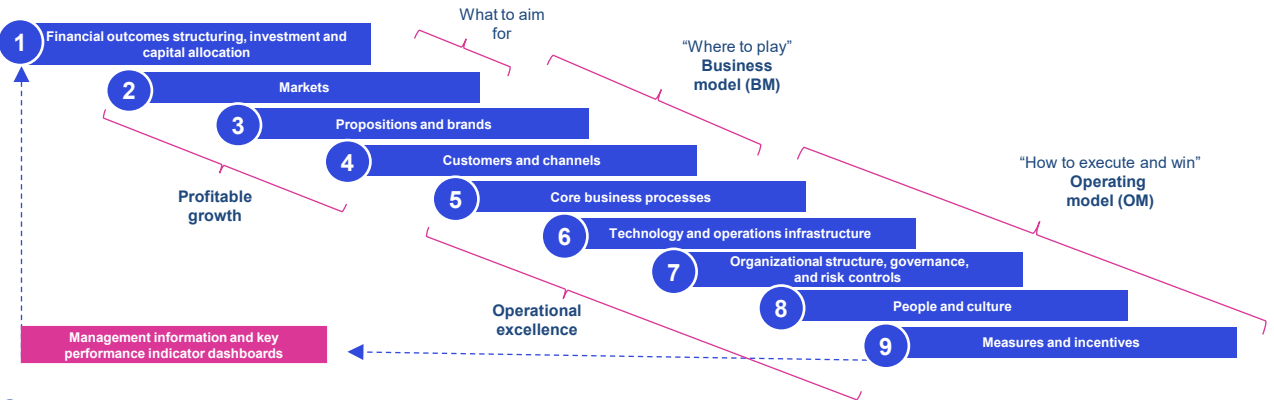 What to aim
for
1
Financial outcomes structuring, investment and
capital allocation
"Where to play"
Business
model (BM)
2
Markets
3
Propositions and brands
4
Customers and channels
"How to execute and win"
Operating
model (OM)
Profitable
growth
5
Core business processes
6
Technology and operations infrastructure
7
Organizational structure, governance,
and risk controls
8
People and culture
Operational
excellence
Management information and key
performance indicator dashboards
9
Measures and incentives